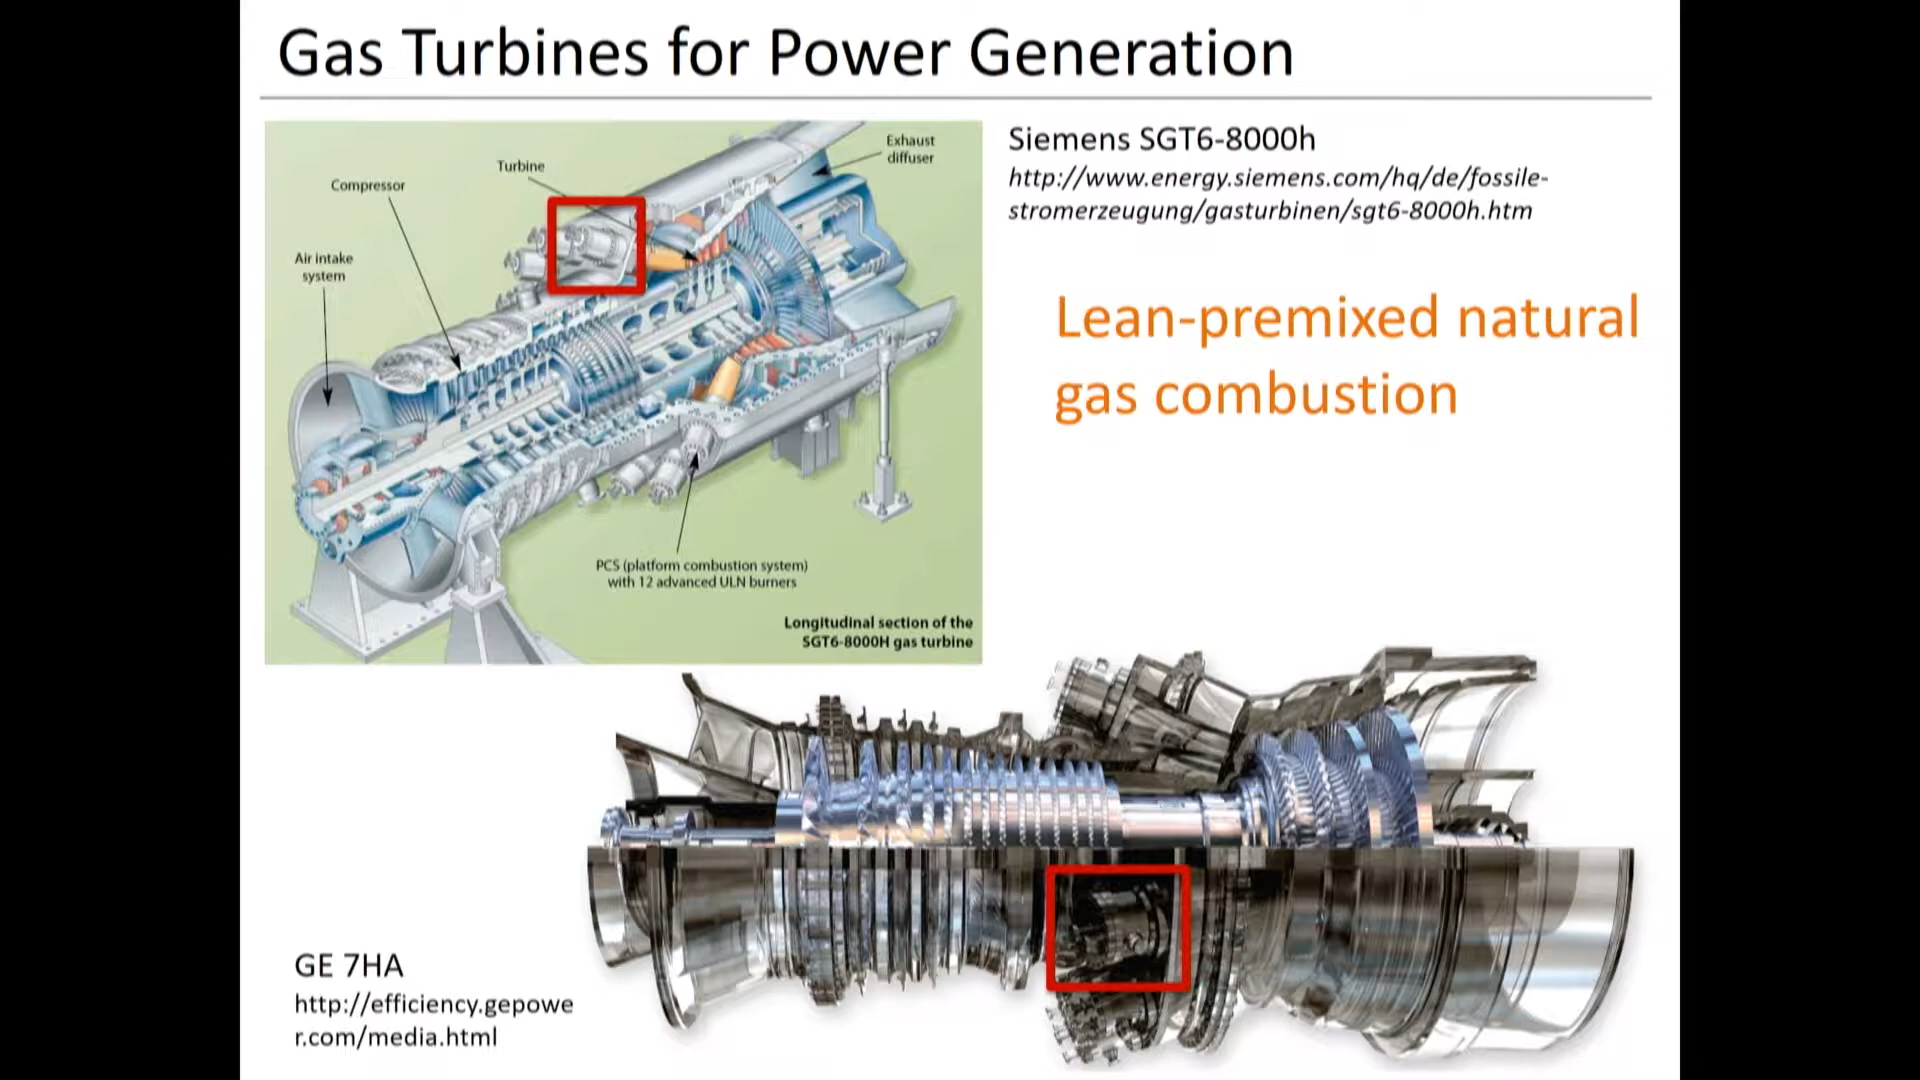 Gas Turbines for Power Generation
Siemens SGT6-8000h
http://www.energy.siemens.com/hq/de/fossile-
stromerzeugung/gasturbinen/sgt6-8000h.htm
Exhaust
diffuser
Turbine
Compressor
Air intake
system
PCS (platform combustion system)
with 12 advanced ULN burners
Longitudinal section of the
SGT6-8000H gas turbine
Lean-premixed natural
gas combustion
GE 7HA
http://efficiency.gepowe
r.com/media.html